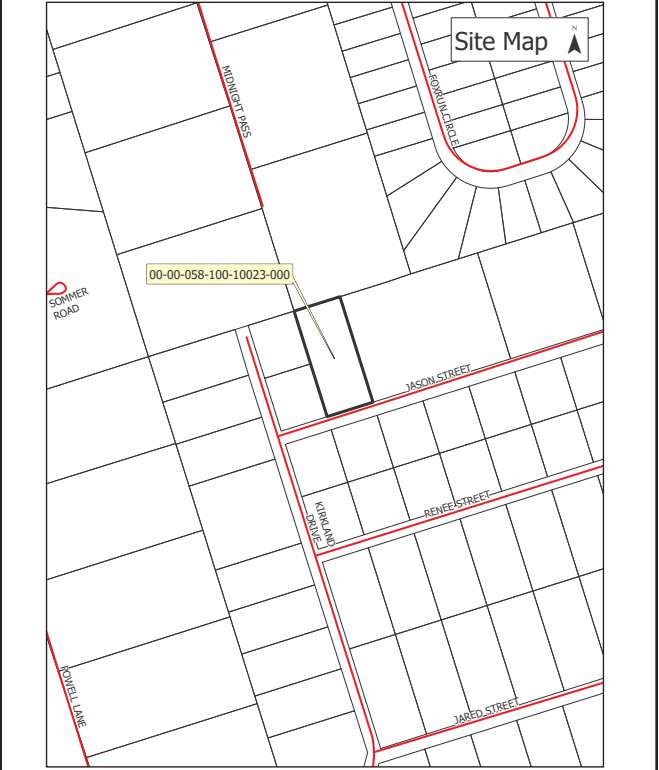 Site Map
N
MIDNIGHT PASS
FOXRUN CIRCLE
00-00-058-100-10023-000
SOMMER
ROAD
JASON STREET
KIRKLAND
DRIVE
RENEE STREET
POWELL LANE
JARED STREET